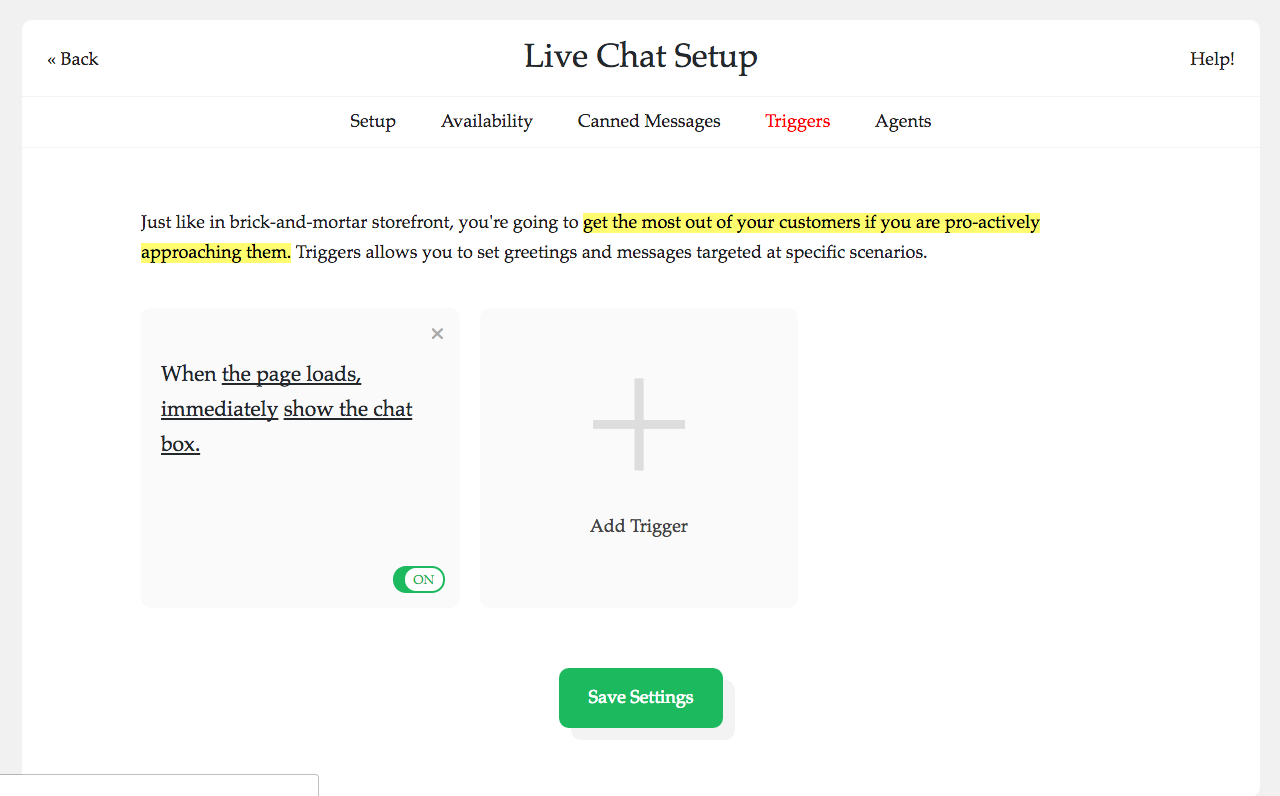 « Back
Live Chat Setup
Help!
Setup Availability Canned Messages Triggers Agents
Just like in brick-and-mortar storefront, you're going to get the most out of your customers if you are pro-actively
approaching them. Triggers allows you to set greetings and messages targeted at specific scenarios.
×
When the page loads,
immediately show the chat
box.
ON
Add Trigger
Save Settings